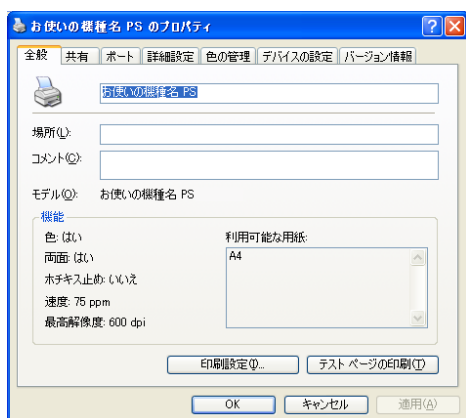 お使いの機種名 PS のプロパティ
全般 共有 ポート 詳細設定 色の管理 デバイスの設定 バージョン情報
お使いの機種名 PS
場所(L):
コメント(C):
モデル(O): お使いの機種名 PS
機能
色: はい
両面: はい
ホチキス止め: いいえ
速度: 75 ppm
最高解像度: 600 dpi
利用可能な用紙:
A4
印刷設定(I)... テスト ページの印刷(T)
OK キャンセル 適用(A)